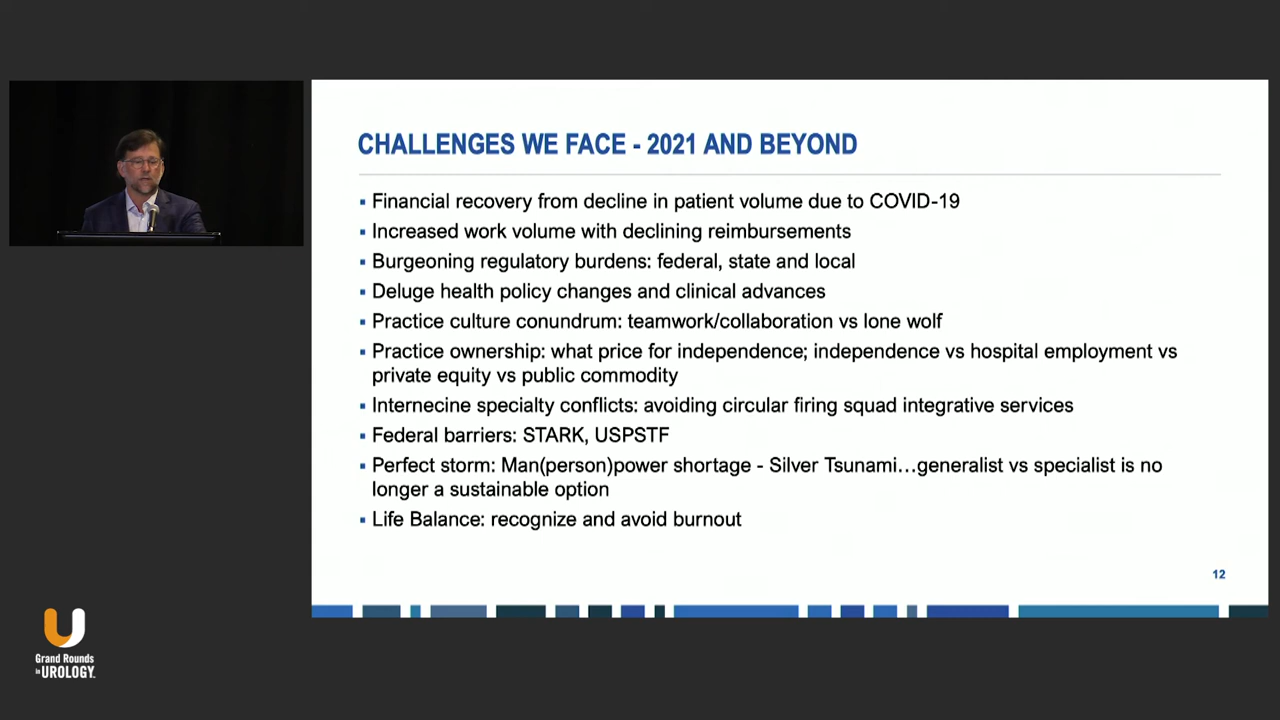 CHALLENGES WE FACE - 2021 AND BEYOND
▪ Financial recovery from decline in patient volume due to COVID-19
▪ Increased work volume with declining reimbursements
▪ Burgeoning regulatory burdens: federal, state and local
▪ Deluge health policy changes and clinical advances
▪ Practice culture conundrum: teamwork/collaboration vs lone wolf
▪ Practice ownership: what price for independence; independence vs hospital employment vs
private equity vs public commodity
▪ Internecine specialty conflicts: avoiding circular firing squad integrative services
▪ Federal barriers: STARK, USPSTF
▪ Perfect storm: Man(person)power shortage - Silver Tsunami…generalist vs specialist is no
longer a sustainable option
▪ Life Balance: recognize and avoid burnout
12
Grand Rounds
in UROLOGY